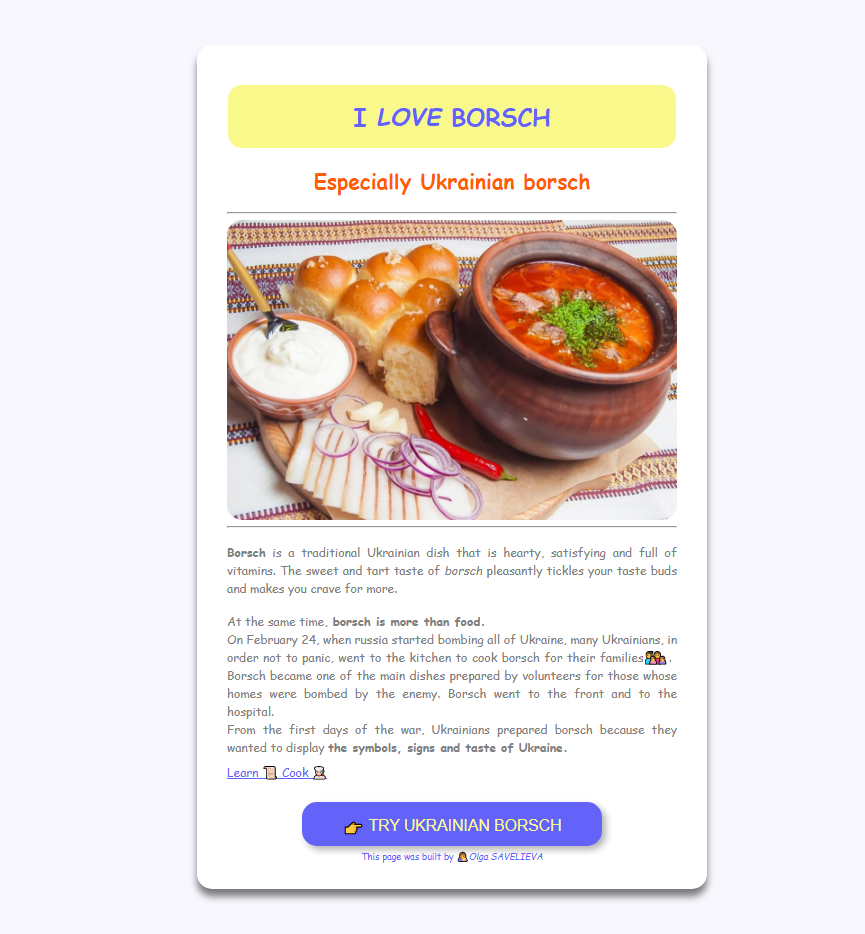 I LOVE BORSCH
Especially Ukrainian borsch
Borsch is a traditional Ukrainian dish that is hearty, satisfying and full of
vitamins. The sweet and tart taste of borsch pleasantly tickles your taste buds
and makes you crave for more.
At the same time, borsch is more than food.
On February 24, when russia started bombing all of Ukraine, many Ukrainians, in
order not to panic, went to the kitchen to cook borsch for their families👨‍👩‍👧‍👦.
Borsch became one of the main dishes prepared by volunteers for those whose
homes were bombed by the enemy. Borsch went to the front and to the
hospital.
From the first days of the war, Ukrainians prepared borsch because they
wanted to display the symbols, signs and taste of Ukraine.
Learn 📜 Cook 👩‍🍳
👉 TRY UKRAINIAN BORSCH
This page was built by 👩Olga SAVELIEVA